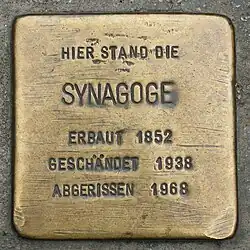 HIER STAND DIE
SYNAGOGE
ERBAUT 1852
GESCHÄNDET 1938
ABGERISSEN 1968